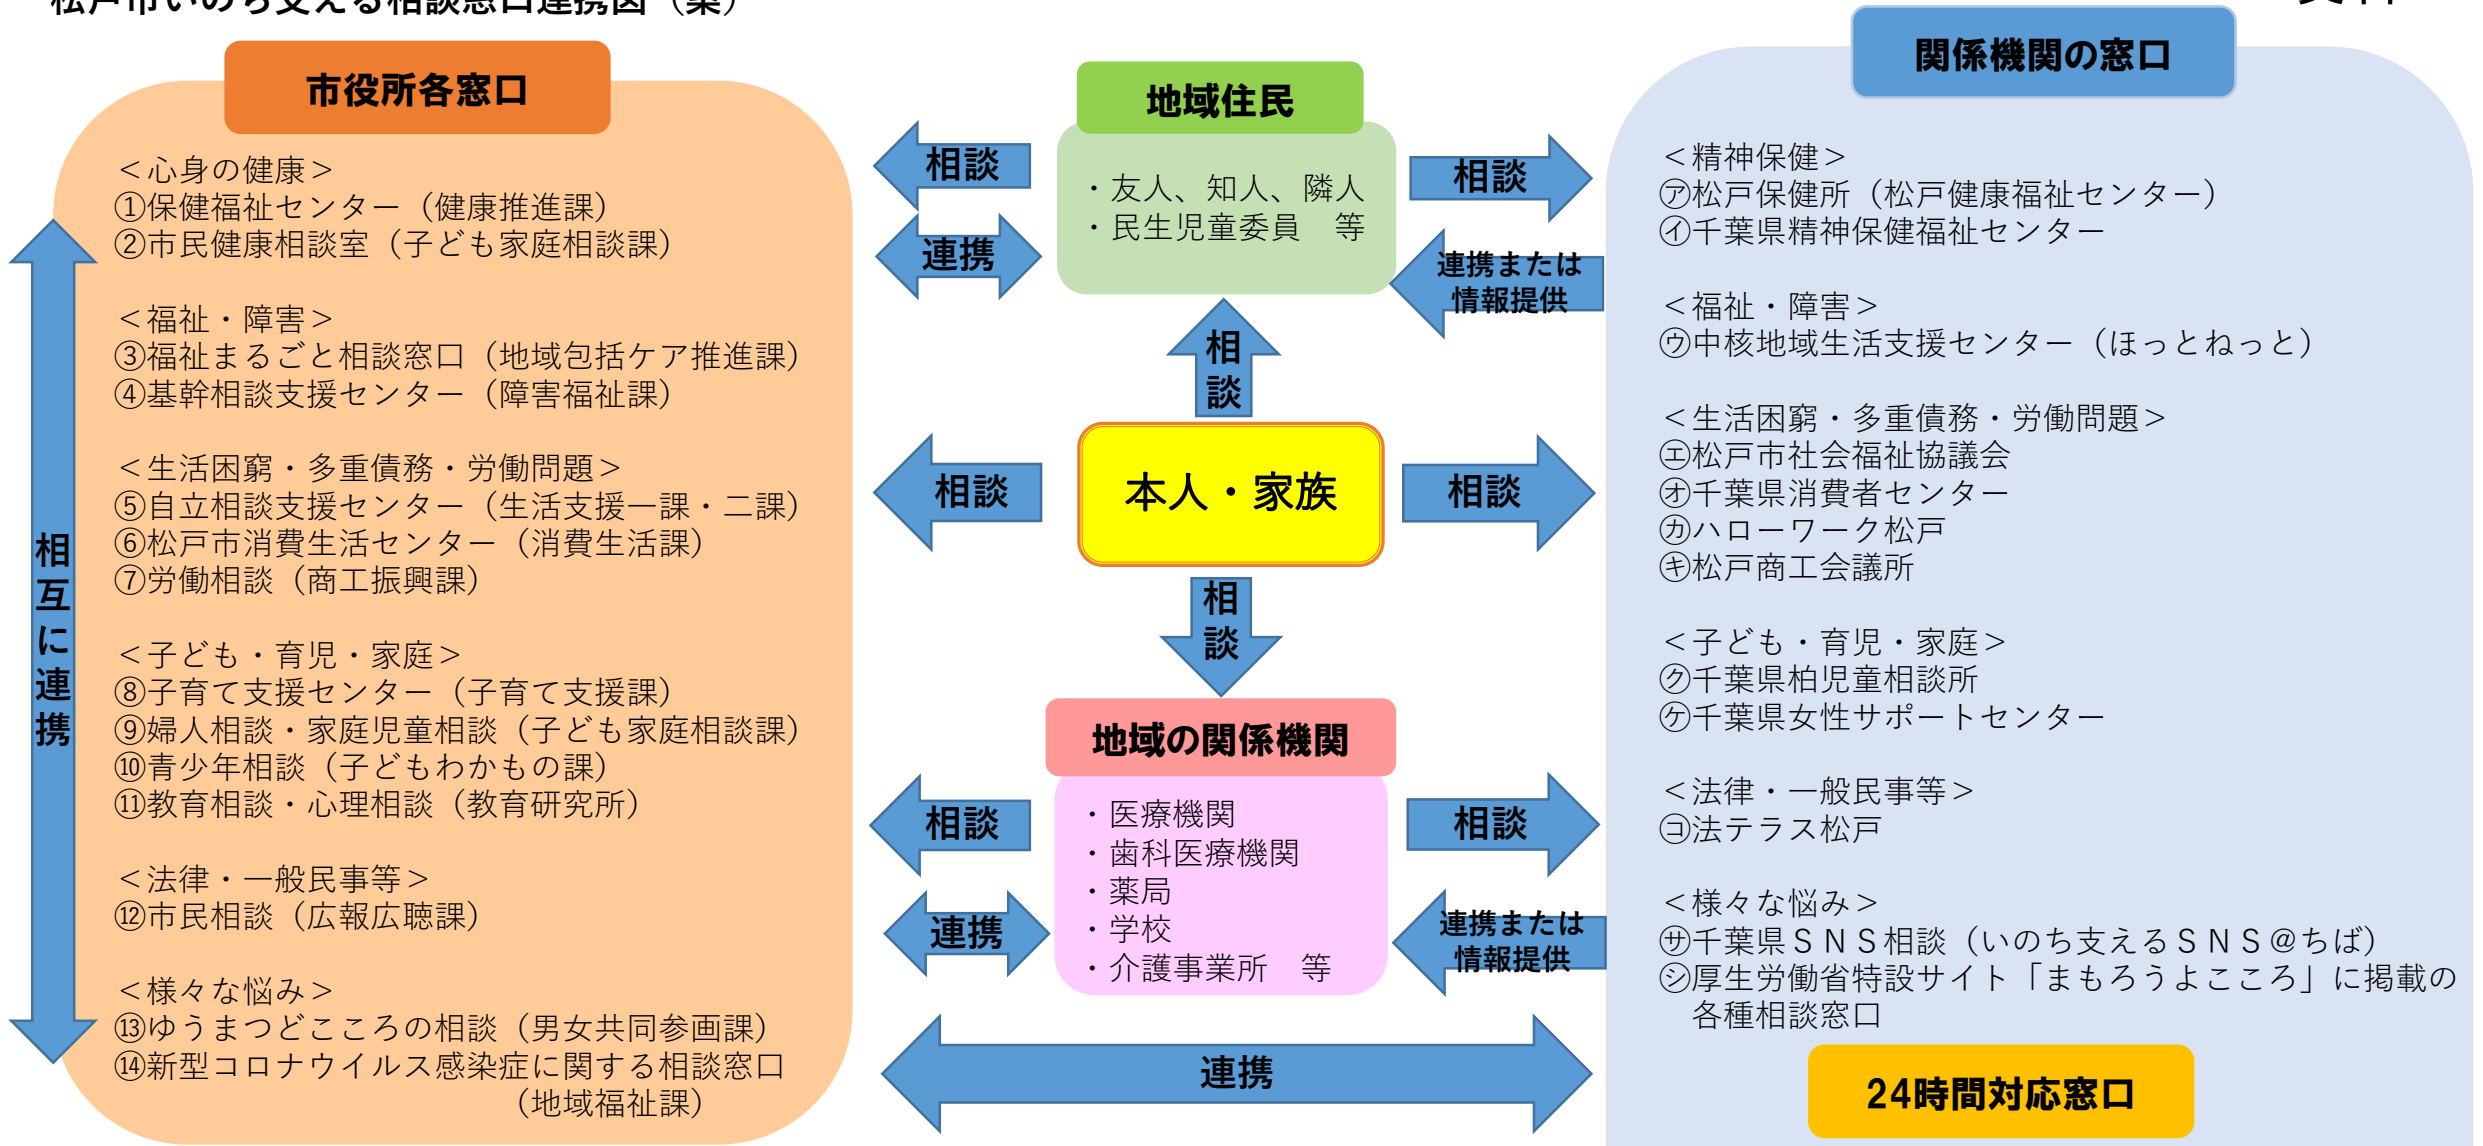 松戸市いのち支える相談窓口連携図（案）
資料
市役所各窓口
＜心身の健康＞
①保健福祉センター（健康推進課）
②市民健康相談室（子ども家庭相談課）
＜福祉・障害＞
③福祉まるごと相談窓口（地域包括ケア推進課）
④基幹相談支援センター（障害福祉課）
＜生活困窮・多重債務・労働問題＞
⑤自立相談支援センター（生活支援一課・二課）
⑥松戸市消費生活センター（消費生活課）
⑦労働相談（商工振興課）
＜子ども・育児・家庭＞
⑧子育て支援センター（子育て支援課）
⑨婦人相談・家庭児童相談（子ども家庭相談課）
⑩青少年相談（子どもわかもの課）
⑪教育相談・心理相談（教育研究所）
＜法律・一般民事等＞
⑫市民相談（広報広聴課）
＜様々な悩み＞
⑬ゆうまつどこころの相談（男女共同参画課）
⑭新型コロナウイルス感染症に関する相談窓口
（地域福祉課）
相互に連携
相談
連携
地域住民
・友人、知人、隣人
・民生児童委員　等
相談
連携または
情報提供
相談
相談
本人・家族
相談
相談
地域の関係機関
・医療機関
・歯科医療機関
・薬局
・学校
・介護事業所　等
相談
連携
相談
連携または
情報提供
連携
関係機関の窓口
＜精神保健＞
㋐松戸保健所（松戸健康福祉センター）
㋑千葉県精神保健福祉センター
＜福祉・障害＞
㋒中核地域生活支援センター（ほっとねっと）
＜生活困窮・多重債務・労働問題＞
㋓松戸市社会福祉協議会
㋔千葉県消費者センター
㋕ハローワーク松戸
㋖松戸商工会議所
＜子ども・育児・家庭＞
㋗千葉県柏児童相談所
㋘千葉県女性サポートセンター
＜法律・一般民事等＞
㋙法テラス松戸
＜様々な悩み＞
㋚千葉県ＳＮＳ相談（いのち支えるＳＮＳ＠ちば）
㋛厚生労働省特設サイト「まもろうよこころ」に掲載の
各種相談窓口
24時間対応窓口